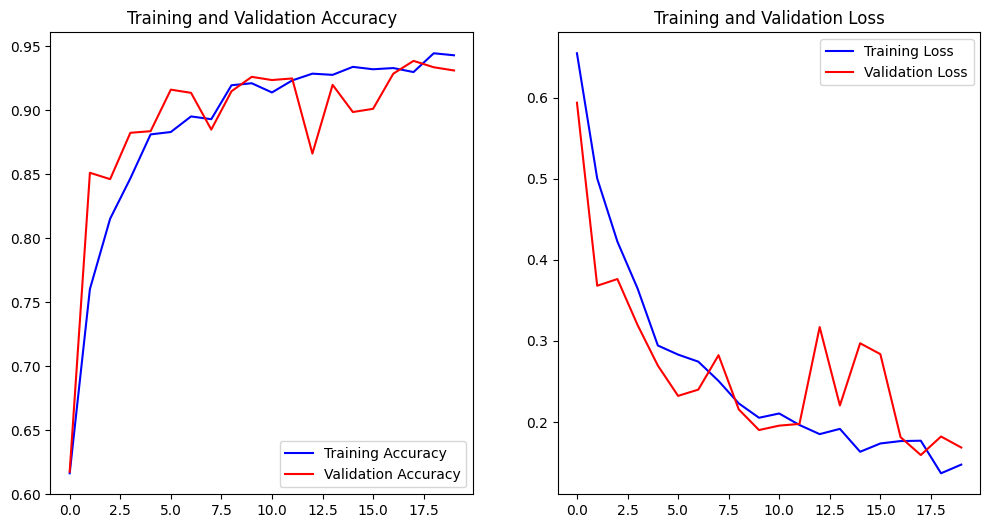 Training and Validation Accuracy
0.95
0.90
0.85
0.80
0.75
0.70
0.65
0.60
0.0 2.5 5.0 7.5 10.0 12.5 15.0 17.5
Training Accuracy
Validation Accuracy
Training and Validation Loss
0.6
0.5
0.4
0.3
0.2
0.0 2.5 5.0 7.5 10.0 12.5 15.0 17.5
Training Loss
Validation Loss